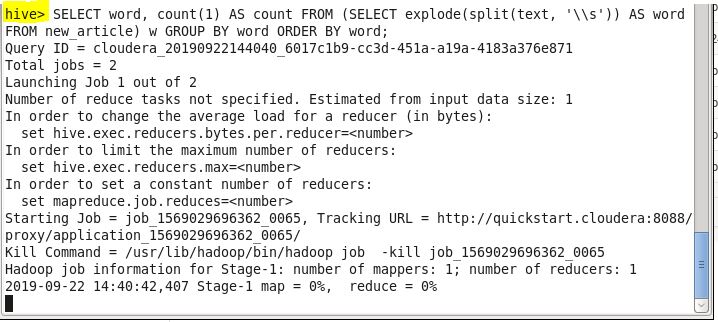 hive> SELECT word, count(1) AS count FROM (SELECT explode(split(text, '\\s')) AS word
FROM new_article) w GROUP BY word ORDER BY word;
Query ID = cloudera_20190922144040_6017c1b9-cc3d-451a-a19a-4183a376e871
Total jobs = 2
Launching Job 1 out of 2
Number of reduce tasks not specified. Estimated from input data size: 1
In order to change the average load for a reducer (in bytes):
  set hive.exec.reducers.bytes.per.reducer=<number>
In order to limit the maximum number of reducers:
  set hive.exec.reducers.max=<number>
In order to set a constant number of reducers:
  set mapreduce.job.reduces=<number>
Starting Job = job_1569029696362_0065, Tracking URL = http://quickstart.cloudera:8088/
proxy/application_1569029696362_0065/
Kill Command = /usr/lib/hadoop/bin/hadoop job  -kill job_1569029696362_0065
Hadoop job information for Stage-1: number of mappers: 1; number of reducers: 1
2019-09-22 14:40:42,407 Stage-1 map = 0%,  reduce = 0%